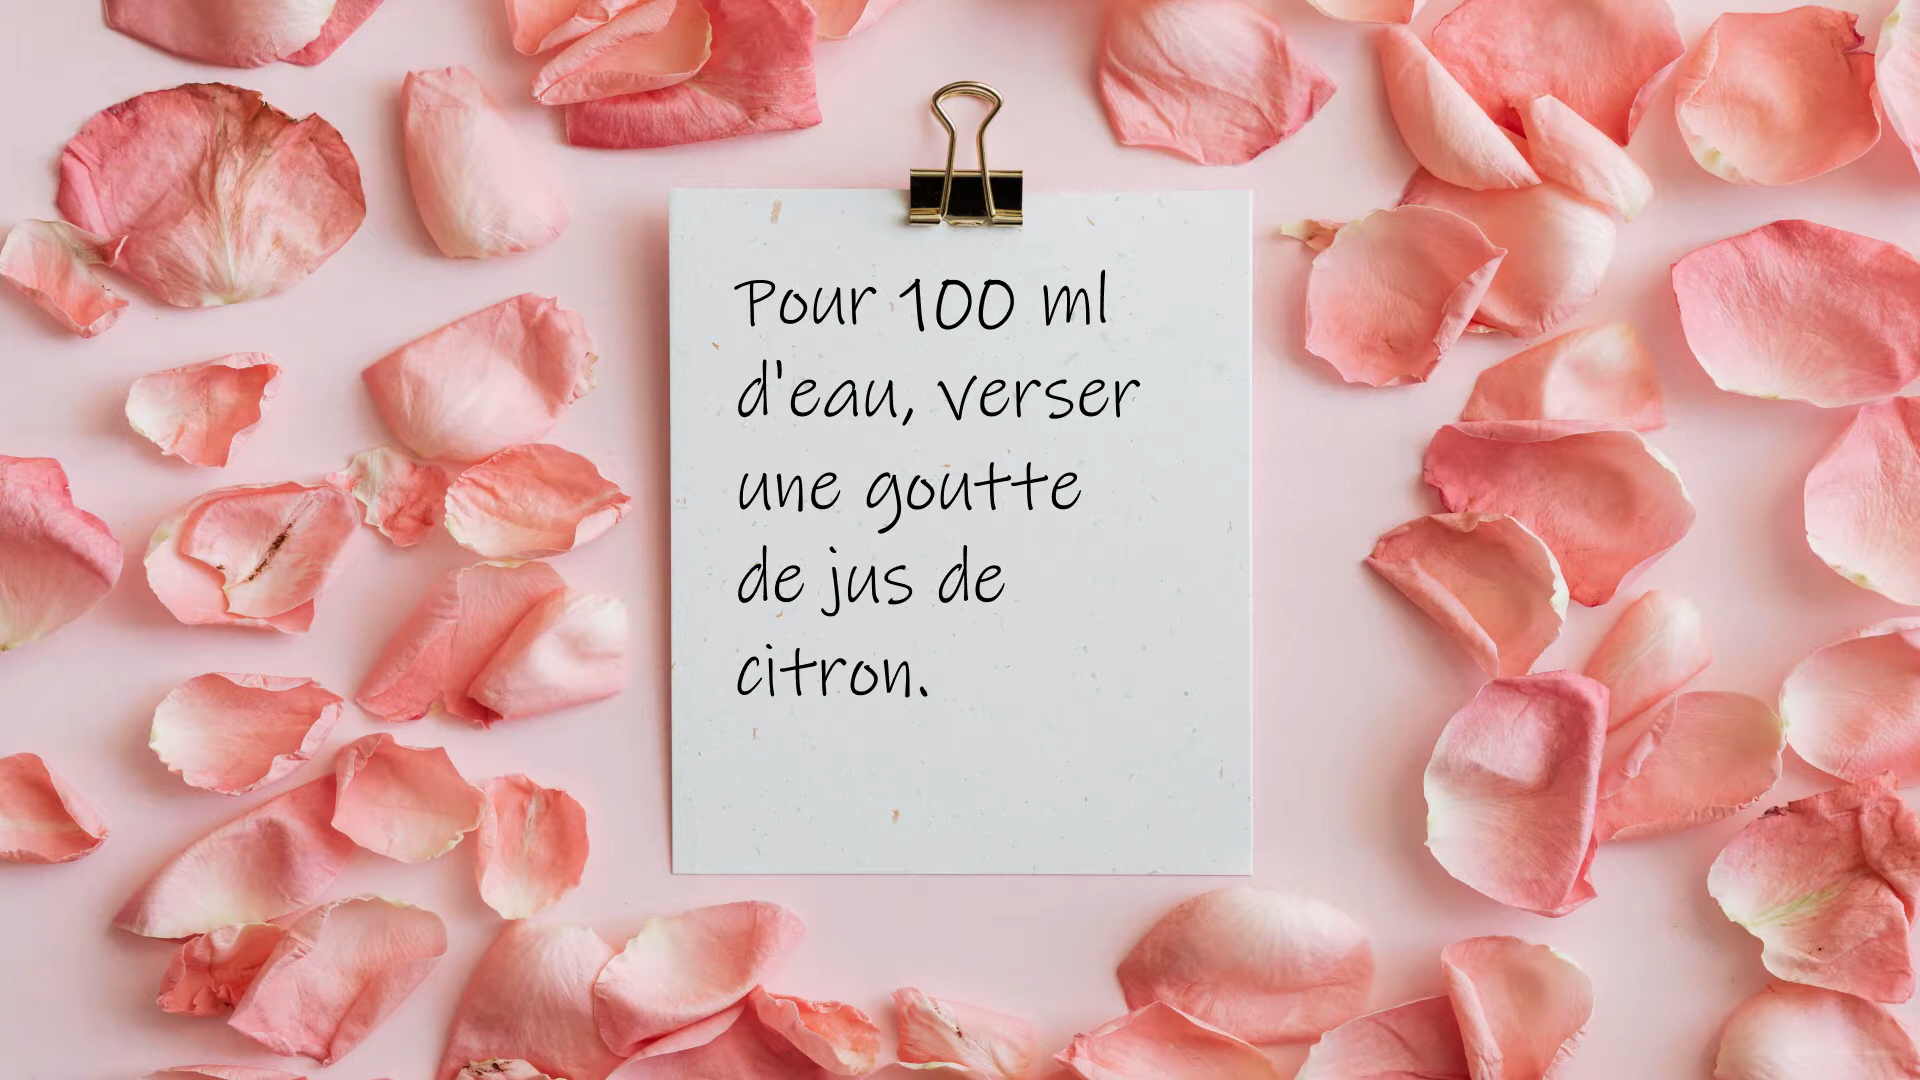 Pour 100 ml
d'eau, verser
une goutte
de jus de
citron.